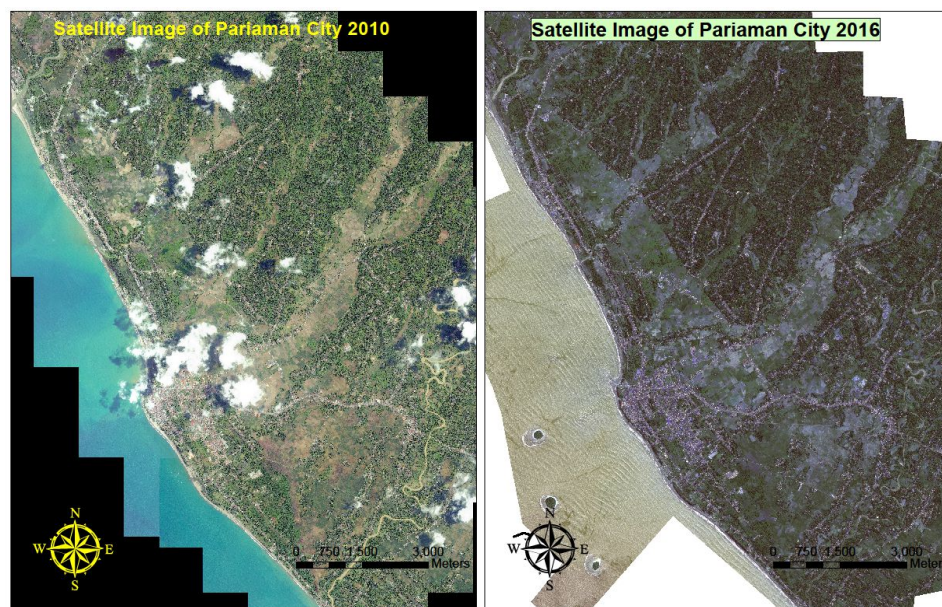 Satellite Image of Pariaman City 2010
N
W E
S
0 750 1,500 3,000
Meters
Satellite Image of Pariaman City 2016
N
W E
S
0 750 1,500 3,000
Meters